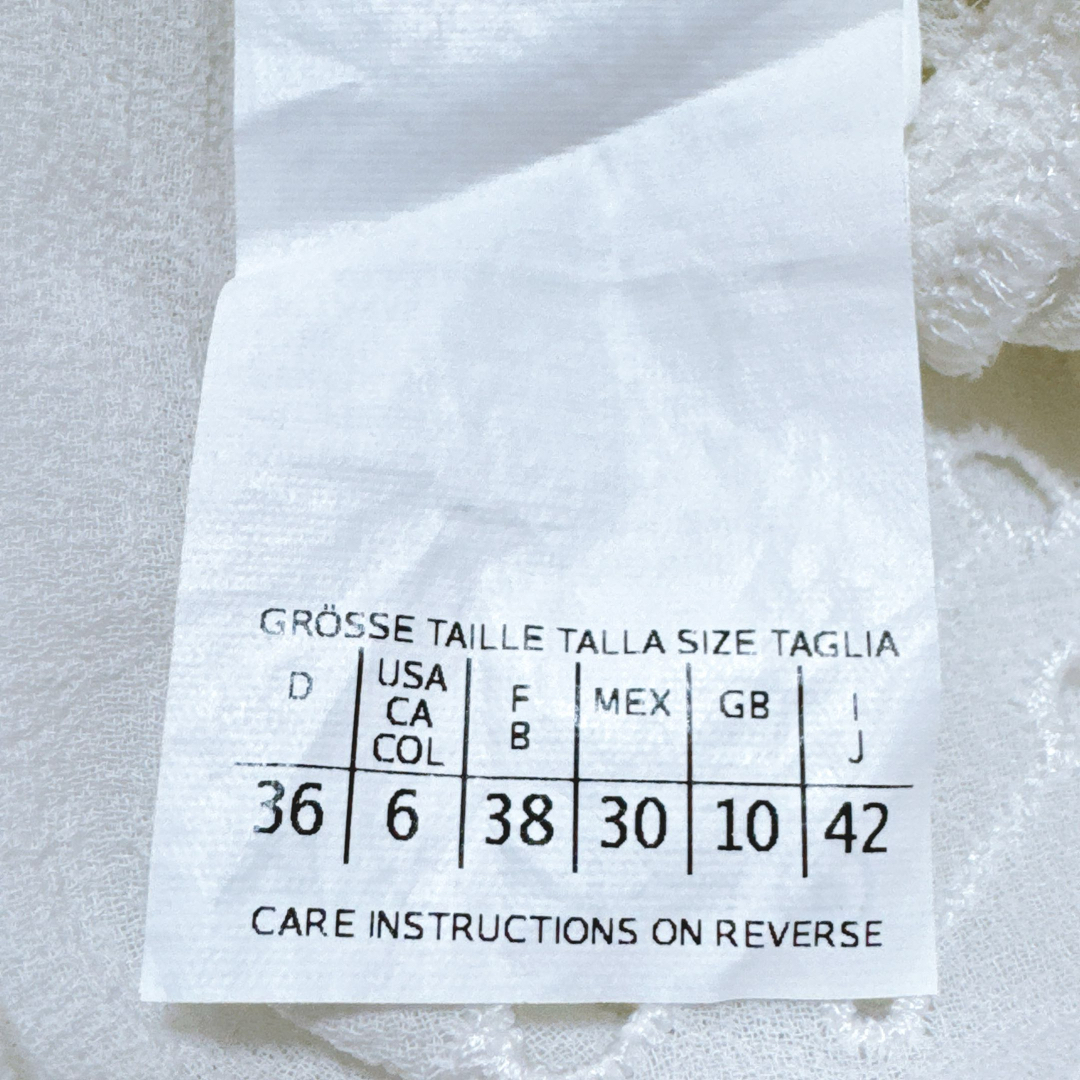 GRÖSSE TAILLE TALLA SIZE TAGLIA
D USA CA COL F B MEX GB I J
36 6 38 30 10 42
CARE INSTRUCTIONS ON REVERSE